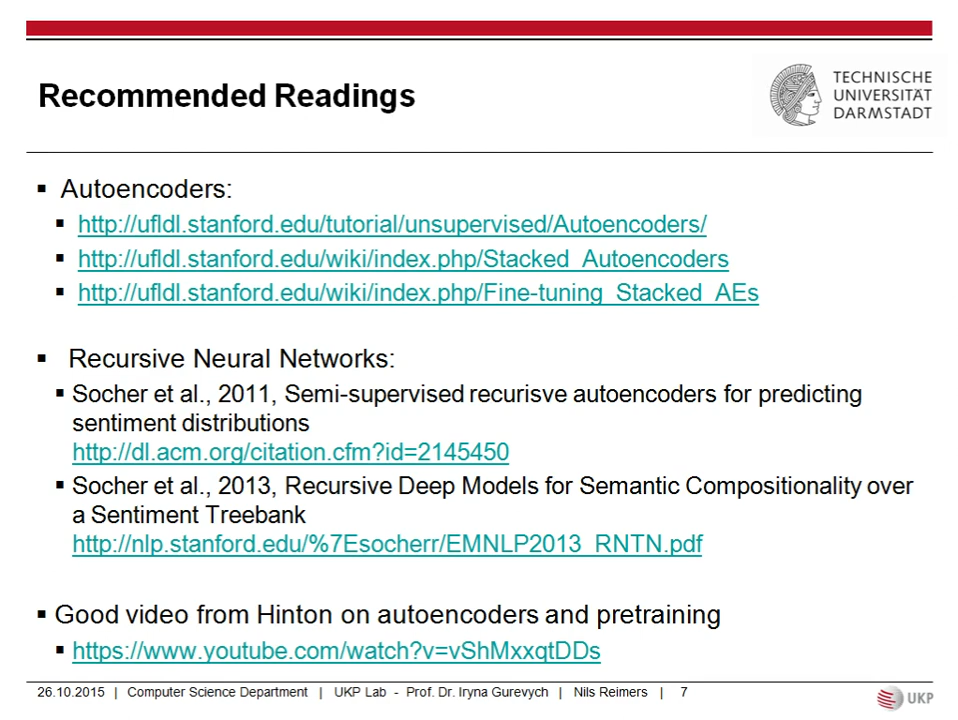 Recommended Readings
TECHNISCHE
UNIVERSITÄT
DARMSTADT
▪ Autoencoders:
▪ http://ufldl.stanford.edu/tutorial/unsupervised/Autoencoders/
▪ http://ufldl.stanford.edu/wiki/index.php/Stacked_Autoencoders
▪ http://ufldl.stanford.edu/wiki/index.php/Fine-tuning_Stacked_AEs
▪ Recursive Neural Networks:
▪ Socher et al., 2011, Semi-supervised recurisve autoencoders for predicting
sentiment distributions
http://dl.acm.org/citation.cfm?id=2145450
▪ Socher et al., 2013, Recursive Deep Models for Semantic Compositionality over
a Sentiment Treebank
http://nlp.stanford.edu/%7Esocherr/EMNLP2013_RNTN.pdf
▪ Good video from Hinton on autoencoders and pretraining
▪ https://www.youtube.com/watch?v=vShMxxqtDDs
26.10.2015 | Computer Science Department | UKP Lab - Prof. Dr. Iryna Gurevych | Nils Reimers | 7
UKP